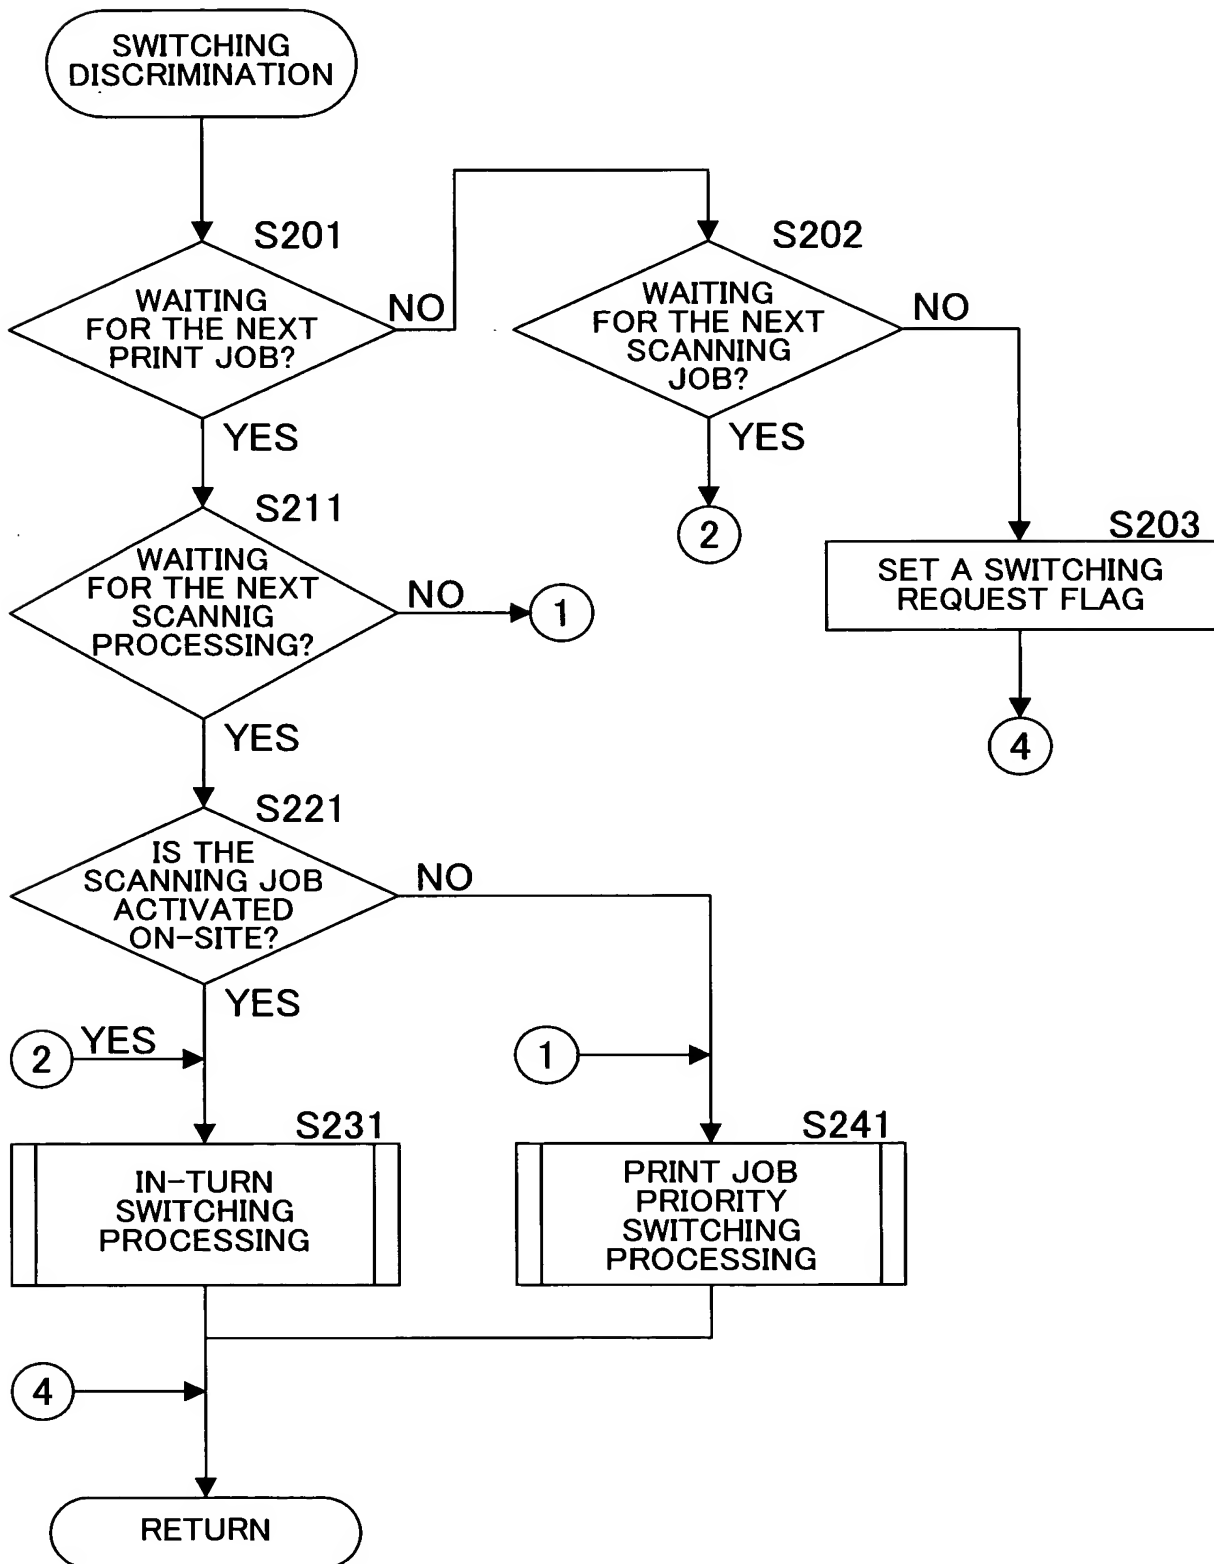 SWITCHING
DISCRIMINATION
S201
WAITING
FOR THE NEXT
PRINT JOB?
NO
YES
S202
WAITING
FOR THE NEXT
SCANNING
JOB?
NO
YES
2
S203
SET A SWITCHING
REQUEST FLAG
4
S211
WAITING
FOR THE NEXT
SCANNIG
PROCESSING?
NO
1
YES
S221
IS THE
SCANNING JOB
ACTIVATED
ON-SITE?
NO
YES
2
YES
1
S231
IN-TURN
SWITCHING
PROCESSING
S241
PRINT JOB
PRIORITY
SWITCHING
PROCESSING
4
RETURN